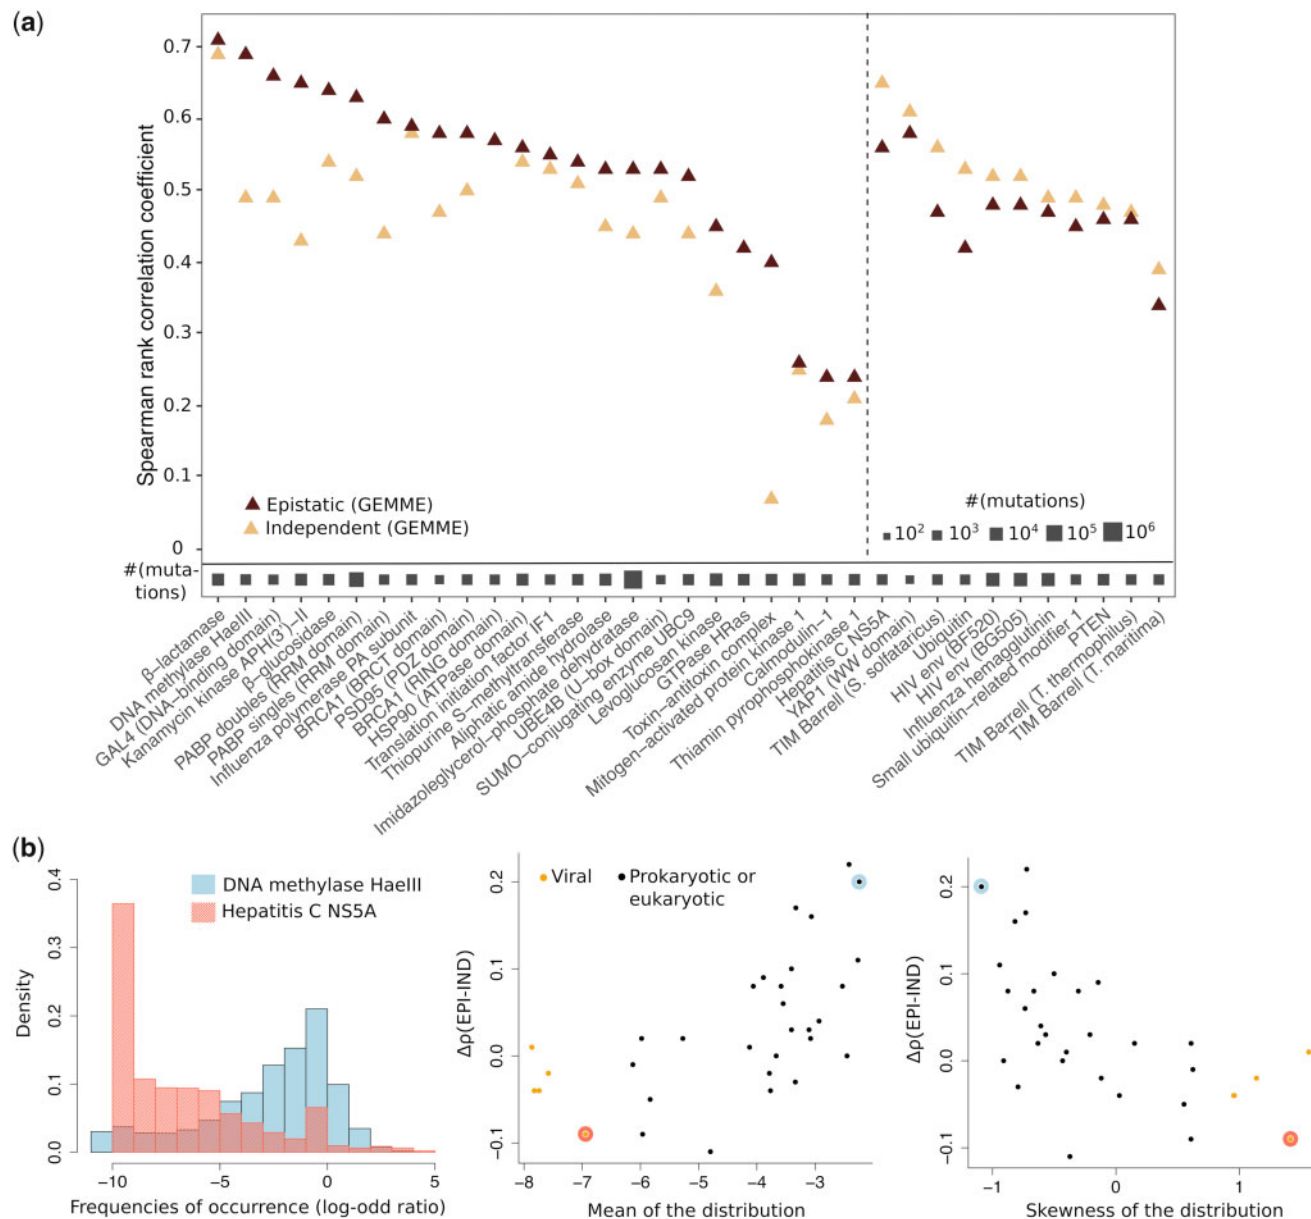 (a)
Spearman rank correlation coefficient
0.7
0.6
0.5
0.4
0.3
0.2
0.1
0
Epistatic (GEMME)
Independent (GEMME)
#(mutations)
10²
10³
10⁴
10⁵
10⁶
#(muta-
tions)
β−lactamase
DNA methylase HaeIII
GAL4 (DNA−binding domain)
Kanamycin kinase APH(3')−II
β−glucosidase
PABP doubles (RRM domain)
PABP singles (RRM domain)
Influenza polymerase PA subunit
BRCA1 (BRCT domain)
PSD95 (PDZ domain)
BRCA1 (RING domain)
HSP90 (ATPase domain)
Translation initiation factor IF1
Thiopurine S−methyltransferase
Aliphatic amide hydrolase
Imidazoleglycerol−phosphate dehydratase
UBE4B (U−box domain)
SUMO−conjugating enzyme UBC9
Levoglucosan kinase
GTPase HRas
Toxin−antitoxin complex
Mitogen−activated protein kinase 1
Calmodulin−1
Thiamin pyrophosphokinase 1
Hepatitis C NS5A
YAP1 (WW domain)
TIM Barrell (S. solfataricus)
Ubiquitin
HIV env (BF520)
HIV env (BG505)
Influenza hemagglutinin
Small ubiquitin−related modifier 1
PTEN
TIM Barrell (T. thermophilus)
TIM Barrell (T. maritima)
(b)
Density
0.4
0.3
0.2
0.1
0.0
DNA methylase HaeIII
Hepatitis C NS5A
−10
−5
0
5
Frequencies of occurrence (log-odd ratio)
Δρ(EPI-IND)
0.2
0.1
0.0
−0.1
Viral
Prokaryotic or
eukaryotic
−8
−7
−6
−5
−4
−3
Mean of the distribution
Δρ(EPI-IND)
0.2
0.1
0.0
−0.1
−1
0
1
Skewness of the distribution